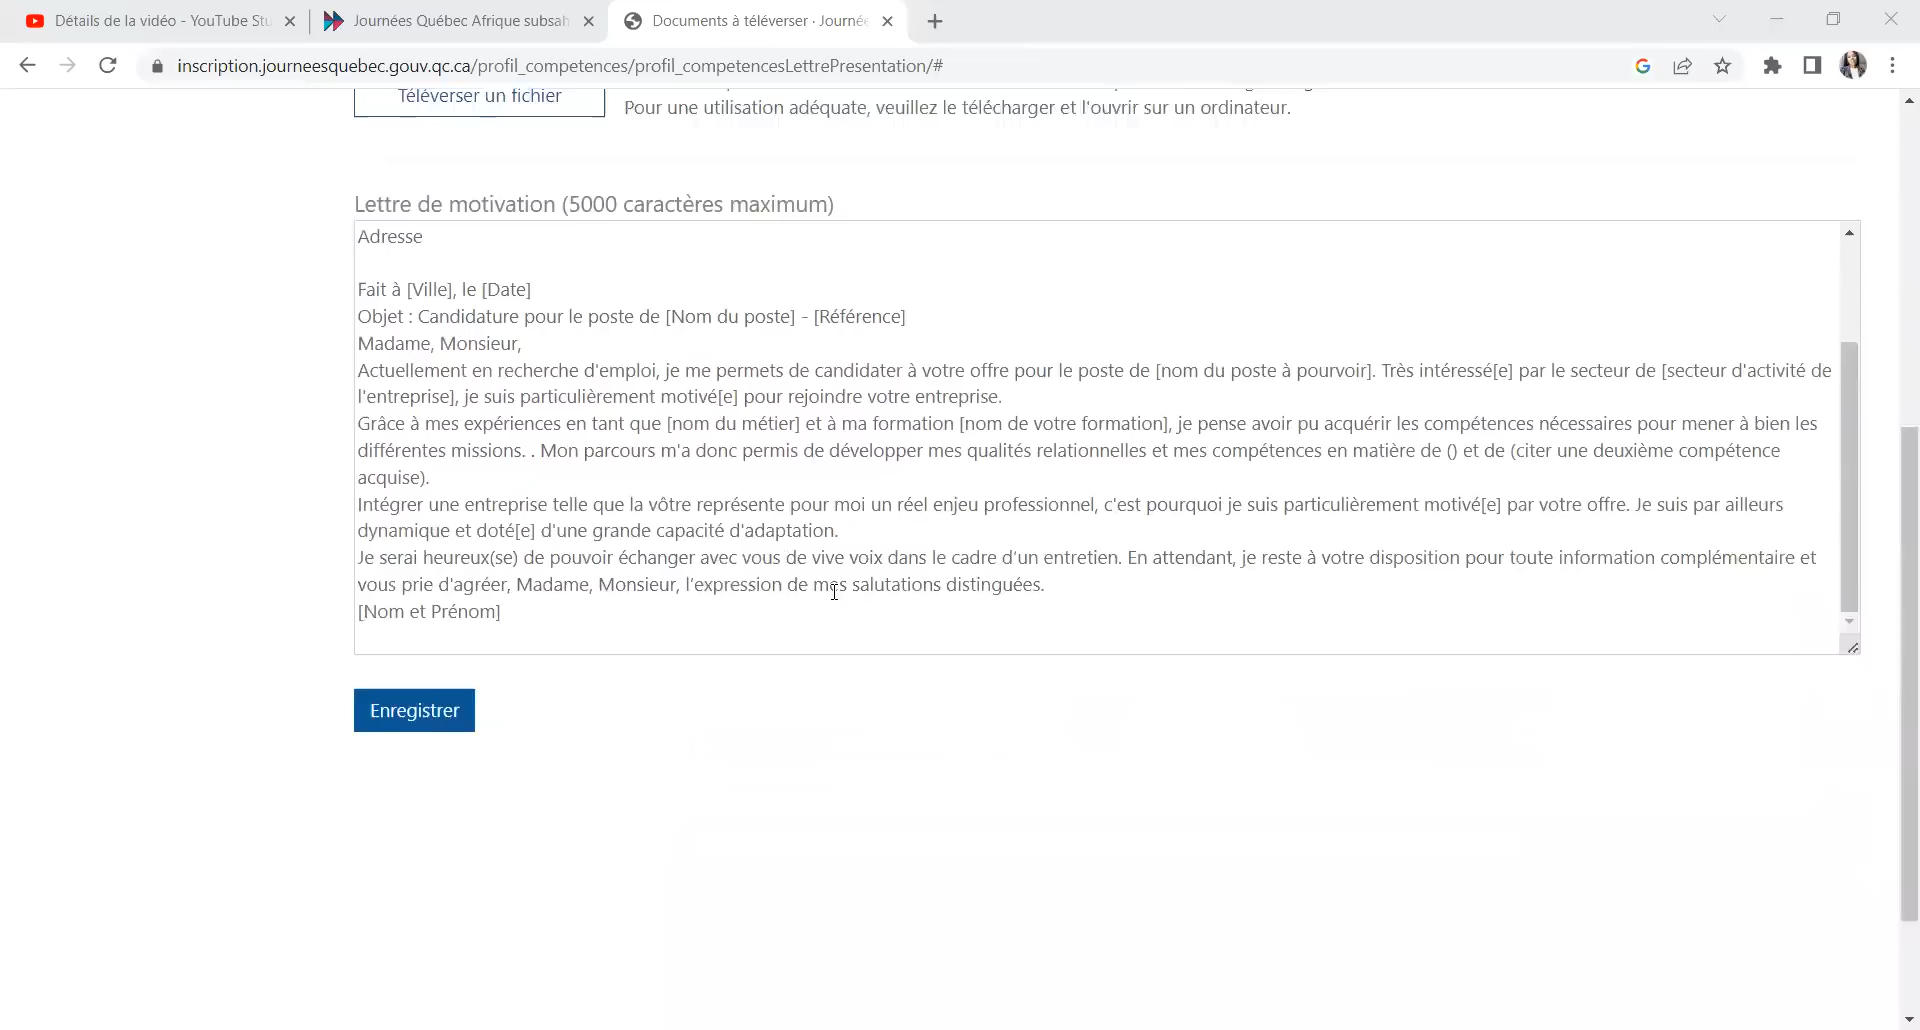 Détails de la vidéo - YouTube Stu
Journées Québec Afrique subsah
Documents à téléverser · Journée
inscription.journeesquebec.gouv.qc.ca/profil_competences/profil_competencesLettrePresentation/#
Téléverser un fichier
Pour une utilisation adéquate, veuillez le télécharger et l'ouvrir sur un ordinateur.
Lettre de motivation (5000 caractères maximum)
Adresse
Fait à [Ville], le [Date]
Objet : Candidature pour le poste de [Nom du poste] - [Référence]
Madame, Monsieur,
Actuellement en recherche d'emploi, je me permets de candidater à votre offre pour le poste de [nom du poste à pourvoir]. Très intéressé[e] par le secteur de [secteur d'activité de
l'entreprise], je suis particulièrement motivé[e] pour rejoindre votre entreprise.
Grâce à mes expériences en tant que [nom du métier] et à ma formation [nom de votre formation], je pense avoir pu acquérir les compétences nécessaires pour mener à bien les
différentes missions. . Mon parcours m'a donc permis de développer mes qualités relationnelles et mes compétences en matière de () et de (citer une deuxième compétence
acquise).
Intégrer une entreprise telle que la vôtre représente pour moi un réel enjeu professionnel, c'est pourquoi je suis particulièrement motivé[e] par votre offre. Je suis par ailleurs
dynamique et doté[e] d'une grande capacité d'adaptation.
Je serai heureux(se) de pouvoir échanger avec vous de vive voix dans le cadre d’un entretien. En attendant, je reste à votre disposition pour toute information complémentaire et
vous prie d'agréer, Madame, Monsieur, l’expression de mes salutations distinguées.
[Nom et Prénom]
Enregistrer